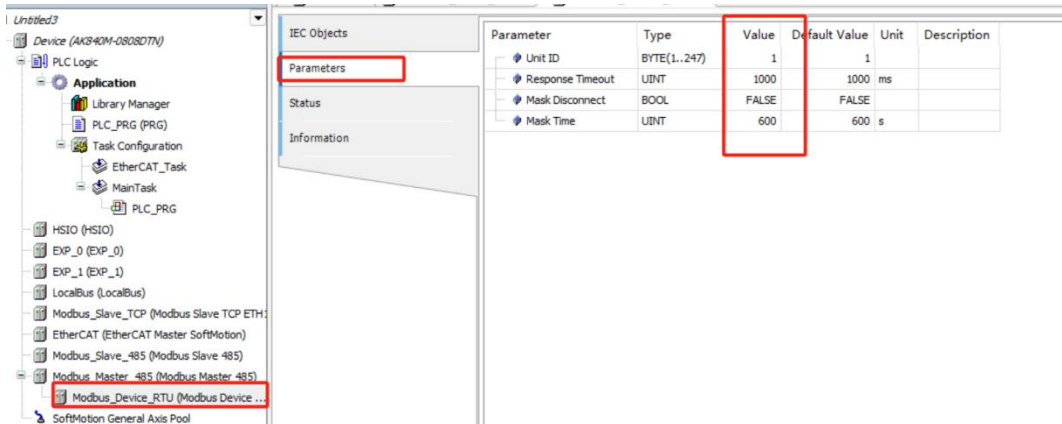 Untitled3
Device (AK840M-0808DTN)
PLC Logic
Application
Library Manager
PLC_PRG (PRG)
Task Configuration
EtherCAT_Task
MainTask
PLC_PRG
HSIO (HSIO)
EXP_0 (EXP_0)
EXP_1 (EXP_1)
LocalBus (LocalBus)
Modbus_Slave_TCP (Modbus Slave TCP ETH1
EtherCAT (EtherCAT Master SoftMotion)
Modbus_Slave_485 (Modbus Slave 485)
Modbus_Master_485 (Modbus Master 485)
Modbus_Device_RTU (Modbus Device ...
SoftMotion General Axis Pool
IEC Objects
Parameters
Status
Information
Parameter Type Value Default Value Unit Description
Unit ID BYTE(1..247) 1 1
Response Timeout UINT 1000 1000 ms
Mask Disconnect BOOL FALSE FALSE
Mask Time UINT 600 600 s